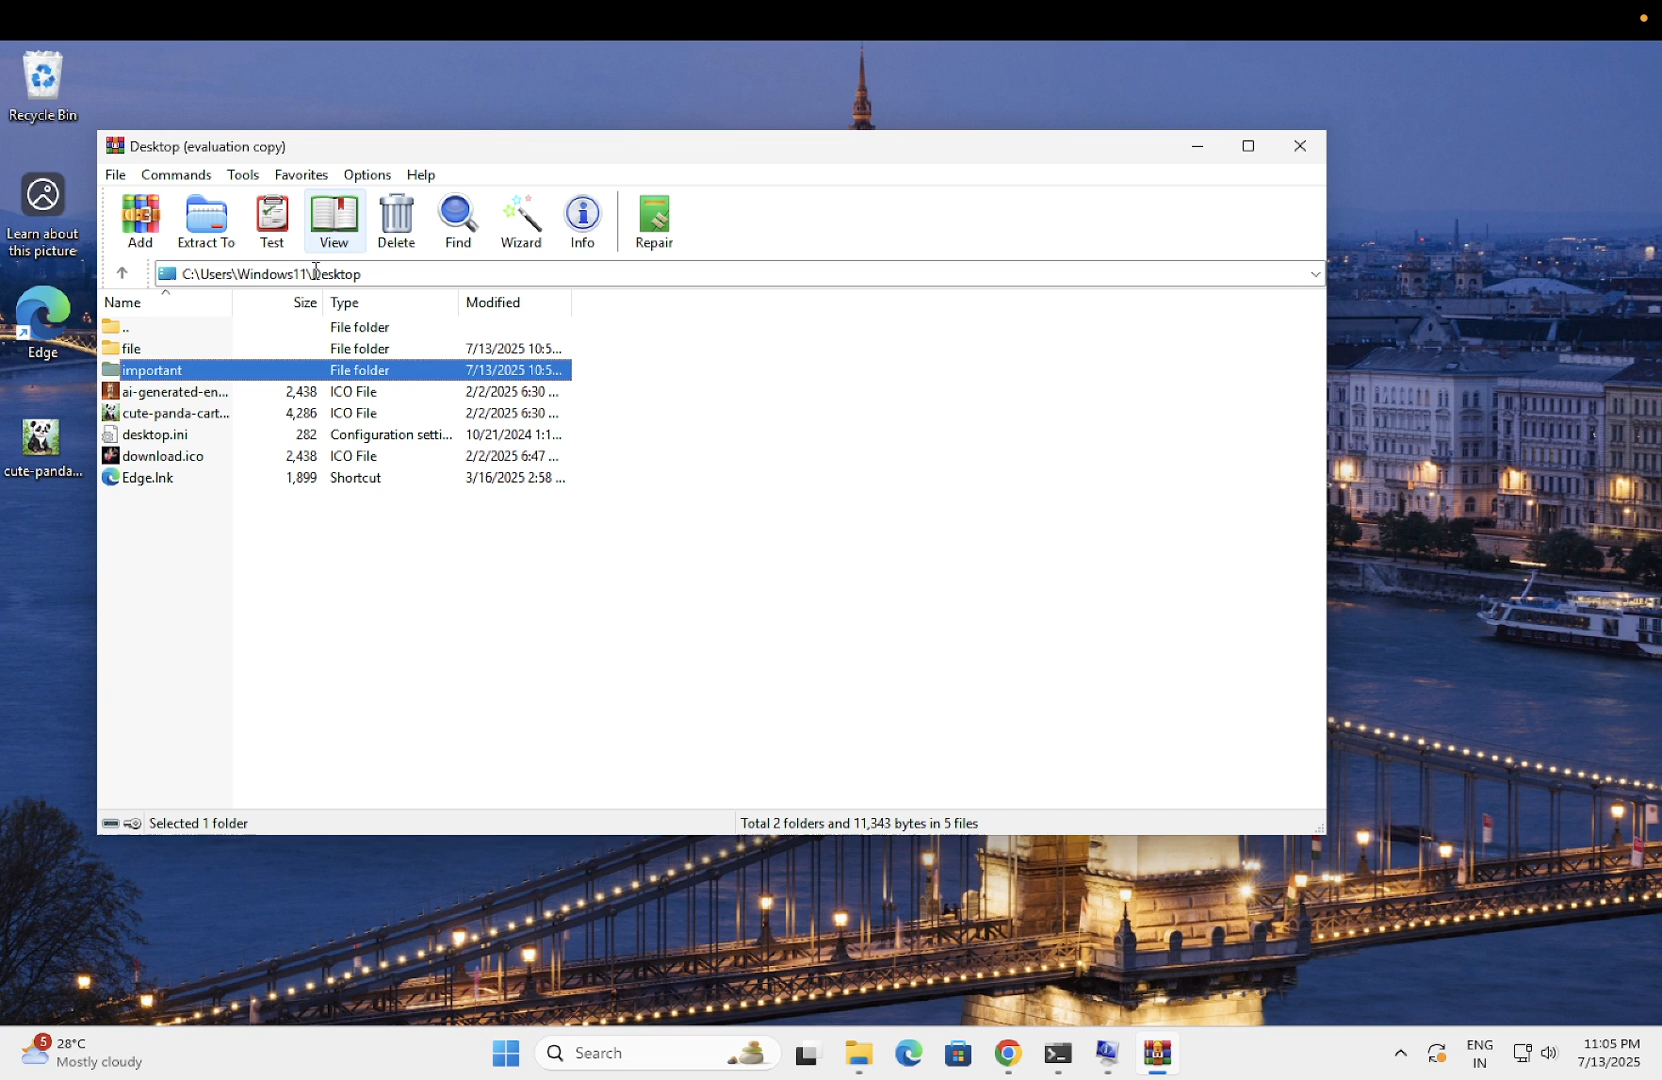 Recycle Bin
Learn about
this picture
Edge
cute-panda...
Desktop (evaluation copy)
File Commands Tools Favorites Options Help
Add Extract To Test View Delete Find Wizard Info Repair
C:\Users\Windows11\Desktop
Name Size Type Modified
.. File folder
file File folder 7/13/2025 10:5...
important File folder 7/13/2025 10:5...
ai-generated-en... 2,438 ICO File 2/2/2025 6:30 ...
cute-panda-cart... 4,286 ICO File 2/2/2025 6:30 ...
desktop.ini 282 Configuration setti... 10/21/2024 1:1...
download.ico 2,438 ICO File 2/2/2025 6:47 ...
Edge.lnk 1,899 Shortcut 3/16/2025 2:58 ...
Selected 1 folder Total 2 folders and 11,343 bytes in 5 files
5 28°C
Mostly cloudy
Search
ENG
IN
11:05 PM
7/13/2025